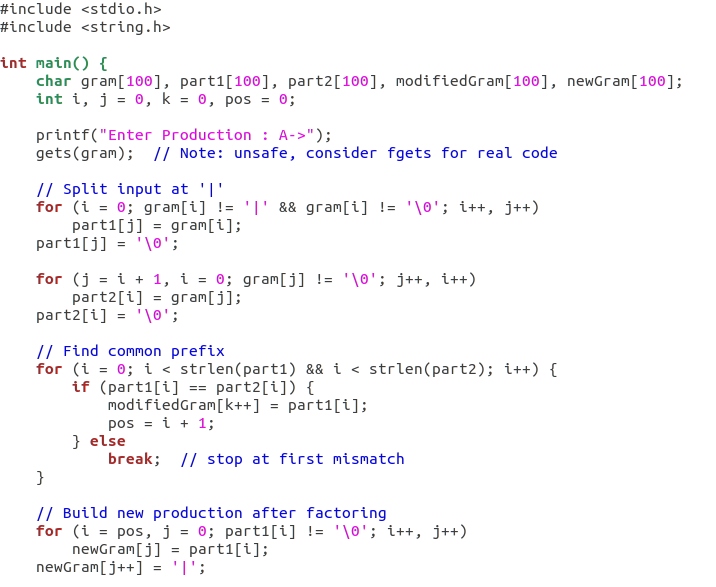 #include <stdio.h>
#include <string.h>

int main() {
    char gram[100], part1[100], part2[100], modifiedGram[100], newGram[100];
    int i, j = 0, k = 0, pos = 0;

    printf("Enter Production : A->");
    gets(gram);  // Note: unsafe, consider fgets for real code

    // Split input at '|'
    for (i = 0; gram[i] != '|' && gram[i] != '\0'; i++, j++)
        part1[j] = gram[i];
    part1[j] = '\0';

    for (j = i + 1, i = 0; gram[j] != '\0'; j++, i++)
        part2[i] = gram[j];
    part2[i] = '\0';

    // Find common prefix
    for (i = 0; i < strlen(part1) && i < strlen(part2); i++) {
        if (part1[i] == part2[i]) {
            modifiedGram[k++] = part1[i];
            pos = i + 1;
        } else
            break;  // stop at first mismatch
    }

    // Build new production after factoring
    for (i = pos, j = 0; part1[i] != '\0'; i++, j++)
        newGram[j] = part1[i];
    newGram[j++] = '|';